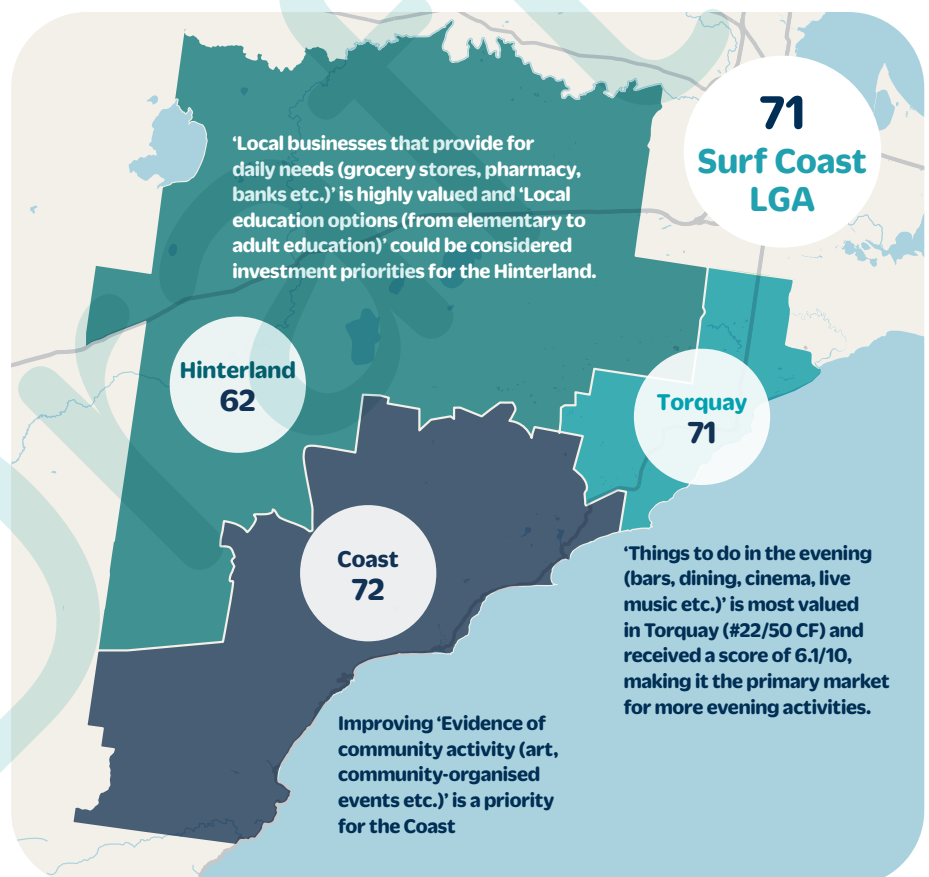 71
Surf Coast
LGA
‘Local businesses that provide for
daily needs (grocery stores, pharmacy,
banks etc.)’ is highly valued and ‘Local
education options (from elementary to
adult education)’ could be considered
investment priorities for the Hinterland.
Hinterland
62
Torquay
71
Coast
72
‘Things to do in the evening
(bars, dining, cinema, live
music etc.)’ is most valued
in Torquay (#22/50 CF) and
received a score of 6.1/10,
making it the primary market
for more evening activities.
Improving ‘Evidence of
community activity (art,
community-organised
events etc.)’ is a priority
for the Coast